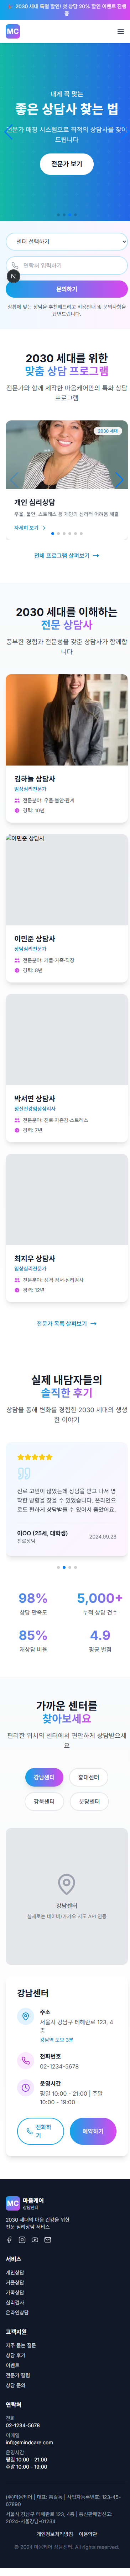 2030 세대 특별 할인! 첫 상담 20% 할인 이벤트 진행
중
MC
내게 꼭 맞는
좋은 상담사 찾는 법
전문가 매칭 시스템으로 최적의 상담사를 찾아드
립니다
전문가 보기
센터 선택하기
연락처 입력하기
N
문의하기
상황에 맞는 상담을 추천해드리고 비용안내 및 문의사항을
답변드립니다.
2030 세대를 위한
맞춤 상담 프로그램
전문가와 함께 제작한 마음케어만의 특화 상담
프로그램
2030 세대
개인 심리상담
우울, 불안, 스트레스 등 개인의 심리적 어려움 해결
자세히 보기
전체 프로그램 살펴보기
2030 세대를 이해하는
전문 상담사
풍부한 경험과 전문성을 갖춘 상담사가 함께합
니다
김하늘 상담사
임상심리전문가
전문분야: 우울·불안·관계
경력: 10년
이민준 상담사
이민준 상담사
상담심리전문가
전문분야: 커플·가족·직장
경력: 8년
박서연 상담사
정신건강임상심리사
전문분야: 진로·자존감·스트레스
경력: 7년
최지우 상담사
임상심리전문가
전문분야: 성격·정서·심리검사
경력: 12년
전문가 목록 살펴보기
실제 내담자들의
솔직한 후기
상담을 통해 변화를 경험한 2030 세대의 생생
한 이야기
진로 고민이 많았는데 상담을 받고 나서 명
확한 방향을 찾을 수 있었습니다. 온라인으
로도 편하게 상담받을 수 있어서 좋았어요.
이OO (25세, 대학생)
진로상담
2024.09.28
98%
상담 만족도
5,000+
누적 상담 건수
85%
재상담 비율
4.9
평균 별점
가까운 센터를
찾아보세요
편리한 위치의 센터에서 편안하게 상담받으세
요
강남센터
홍대센터
강북센터
분당센터
강남센터
실제로는 네이버/카카오 지도 API 연동
강남센터
주소
서울시 강남구 테헤란로 123, 4
층
강남역 도보 3분
전화번호
02-1234-5678
운영시간
평일 10:00 - 21:00 | 주말
10:00 - 19:00
전화하
기
예약하기
MC
마음케어
상담센터
2030 세대의 마음 건강을 위한
전문 심리상담 서비스
서비스
개인상담
커플상담
가족상담
심리검사
온라인상담
고객지원
자주 묻는 질문
상담 후기
이벤트
전문가 칼럼
상담 문의
연락처
전화
02-1234-5678
이메일
info@mindcare.com
운영시간
평일 10:00 - 21:00
주말 10:00 - 19:00
(주)마음케어 | 대표: 홍길동 | 사업자등록번호: 123-45-
67890
서울시 강남구 테헤란로 123, 4층 | 통신판매업신고:
2024-서울강남-01234
개인정보처리방침
이용약관
© 2024 마음케어 상담센터. All rights reserved.